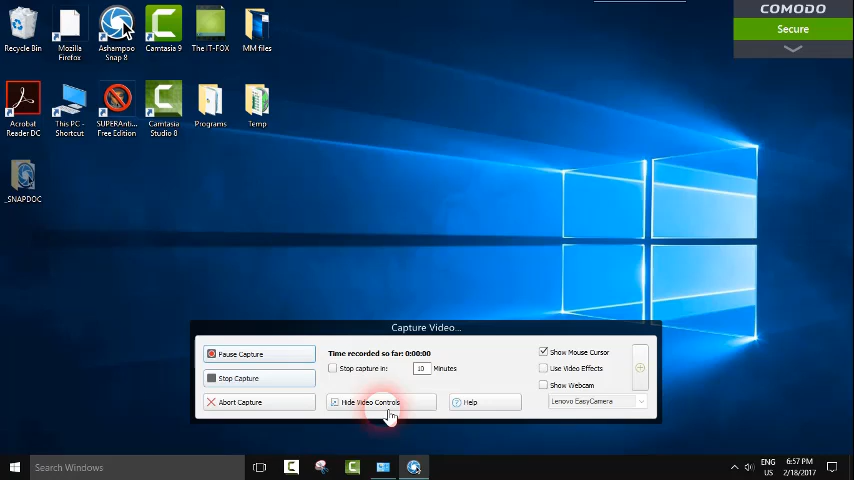 COMODO
Secure
Recycle Bin
Mozilla
Firefox
Ashampoo
Snap 8
Camtasia 9
The IT-FOX
MM files
Acrobat
Reader DC
This PC -
Shortcut
SUPERAnti...
Free Edition
Camtasia
Studio 8
Programs
Temp
_SNAPDOC
Capture Video...
Pause Capture
Time recorded so far: 0:00:00
Show Mouse Cursor
Stop Capture
Stop capture in: 10 Minutes
Use Video Effects
Show Webcam
Abort Capture
Hide Video Controls
Help
Lenovo EasyCamera
Search Windows
ENG
US
6:57 PM
2/18/2017